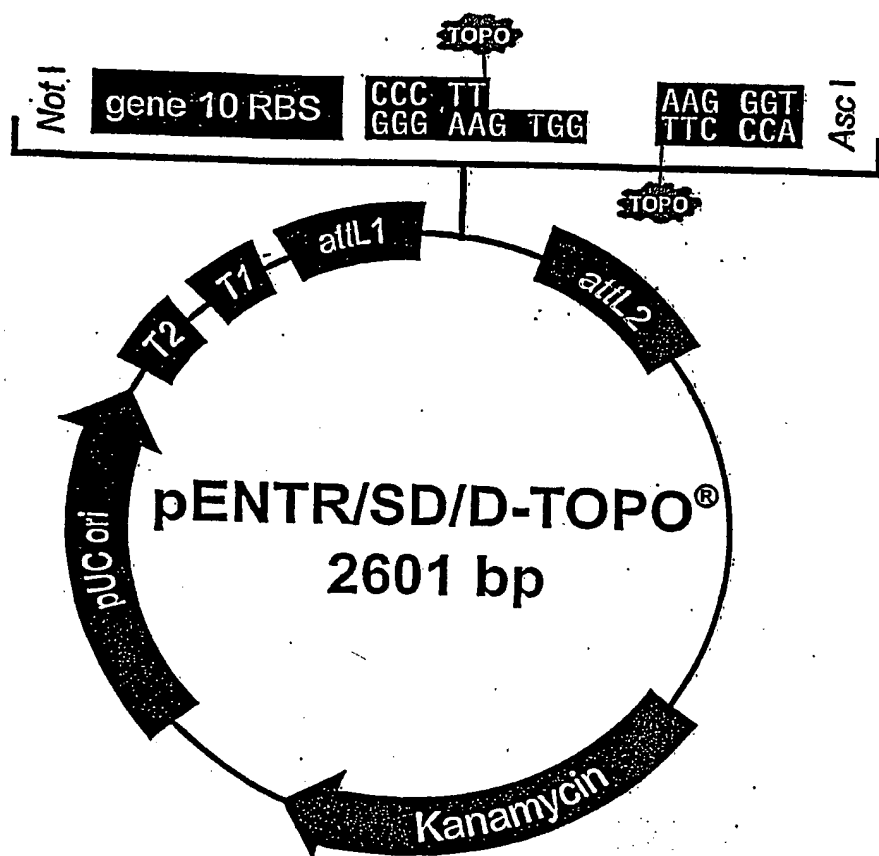 TOPO
Not I
gene 10 RBS
CCC TT
GGG AAG TGG
AAG GGT
TTC CCA
Asc I
TOPO
attL1
T1
T2
attL2
pUC ori
pENTR/SD/D-TOPO®
2601 bp
Kanamycin